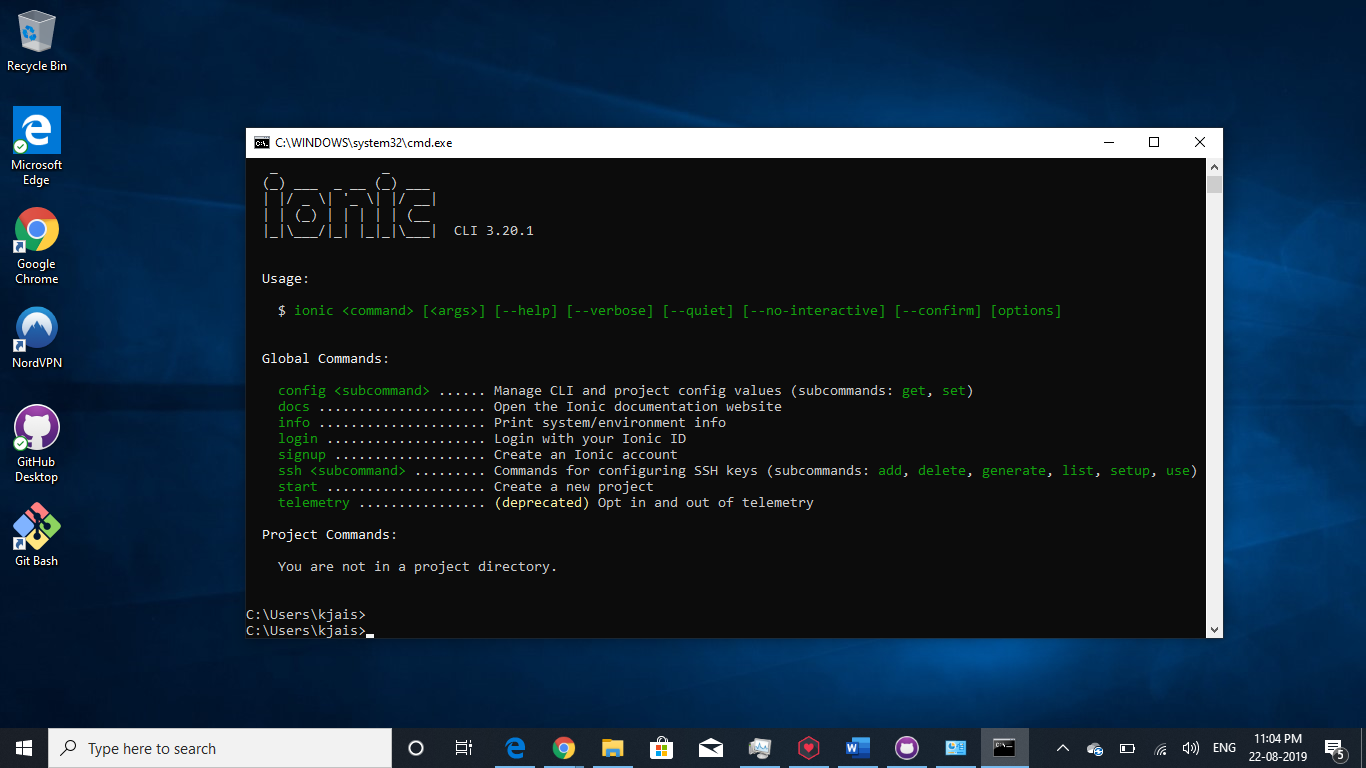 Recycle Bin
Microsoft
Edge
Google
Chrome
NordVPN
GitHub
Desktop
Git Bash
C:\WINDOWS\system32\cmd.exe
ionic CLI 3.20.1
Usage:
$ ionic <command> [<args>] [--help] [--verbose] [--quiet] [--no-interactive] [--confirm] [options]
Global Commands:
config <subcommand> ...... Manage CLI and project config values (subcommands: get, set)
docs ..................... Open the Ionic documentation website
info ..................... Print system/environment info
login .................... Login with your Ionic ID
signup ................... Create an Ionic account
ssh <subcommand> ......... Commands for configuring SSH keys (subcommands: add, delete, generate, list, setup, use)
start .................... Create a new project
telemetry ................ (deprecated) Opt in and out of telemetry
Project Commands:
You are not in a project directory.
C:\Users\kjais>
C:\Users\kjais>
Type here to search
ENG
11:04 PM
22-08-2019
5